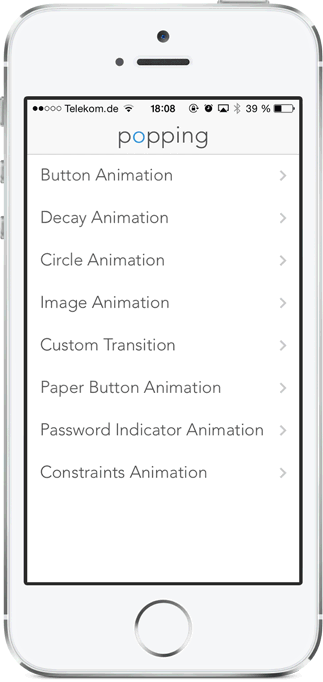 Telekom.de 18:08 39 %
popping
Button Animation
Decay Animation
Circle Animation
Image Animation
Custom Transition
Paper Button Animation
Password Indicator Animation
Constraints Animation